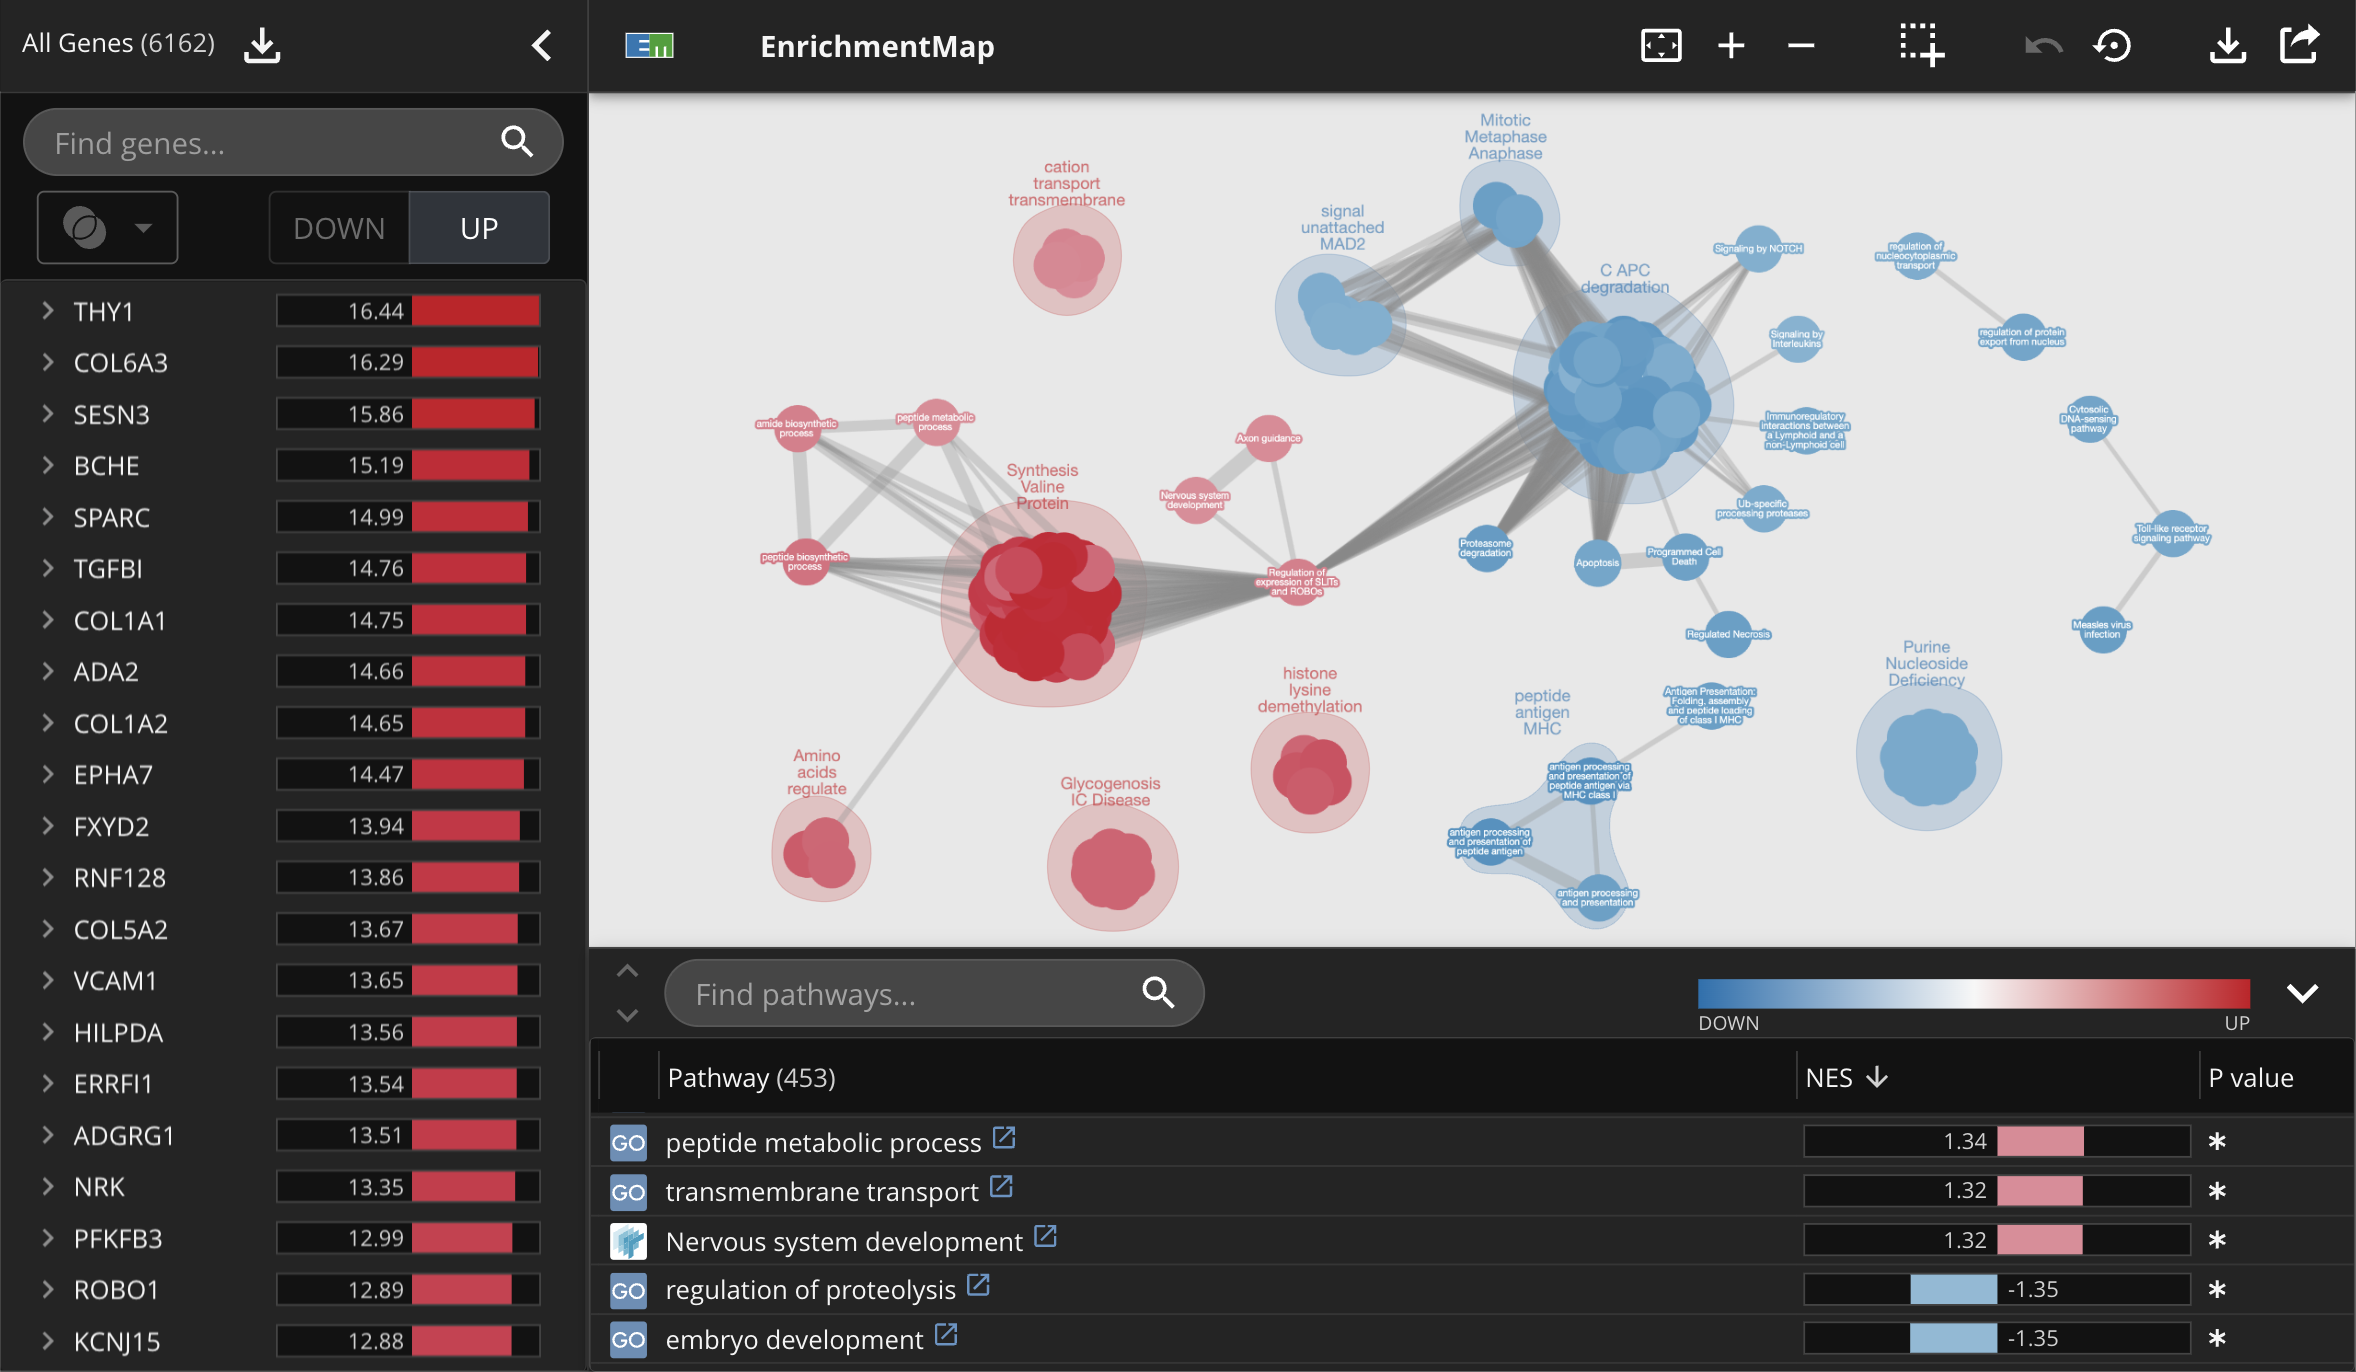 All Genes (6162)
Find genes...
DOWN
UP
THY1 16.44
COL6A3 16.29
SESN3 15.86
BCHE 15.19
SPARC 14.99
TGFBI 14.76
COL1A1 14.75
ADA2 14.66
COL1A2 14.65
EPHA7 14.47
FXYD2 13.94
RNF128 13.86
COL5A2 13.67
VCAM1 13.65
HILPDA 13.56
ERRFI1 13.54
ADGRG1 13.51
NRK 13.35
PFKFB3 12.99
ROBO1 12.89
KCNJ15 12.88
EnrichmentMap
Mitotic
Metaphase
Anaphase
cation
transport
transmembrane
signal
unattached
MAD2
C APC
degradation
Signaling by NOTCH
regulation of
nucleocytoplasmic
transport
Signaling by
Interleukins
regulation of protein
export from nucleus
Immunoregulatory
interactions between
a Lymphoid and a
non-Lymphoid cell
Cytosolic
DNA-sensing
pathway
amide biosynthetic
process
peptide metabolic
process
Axon guidance
Synthesis
Valine
Protein
Nervous system
development
Ub-specific
processing proteases
Toll-like receptor
signaling pathway
peptide biosynthetic
process
Regulation of
expression of SLITs
and ROBOs
Proteasome
degradation
Apoptosis
Programmed Cell
Death
Regulated Necrosis
Measles virus
infection
Purine
Nucleoside
Deficiency
histone
lysine
demethylation
peptide
antigen
MHC
Antigen Presentation:
Folding, assembly
and peptide loading
of class I MHC
Amino
acids
regulate
Glycogenosis
IC Disease
antigen processing
and presentation of
peptide antigen via
MHC class I
antigen processing
and presentation of
peptide antigen
antigen processing
and presentation
Find pathways...
DOWN
UP
Pathway (453)
NES
P value
GO peptide metabolic process 1.34 *
GO transmembrane transport 1.32 *
Nervous system development 1.32 *
GO regulation of proteolysis -1.35 *
GO embryo development -1.35 *